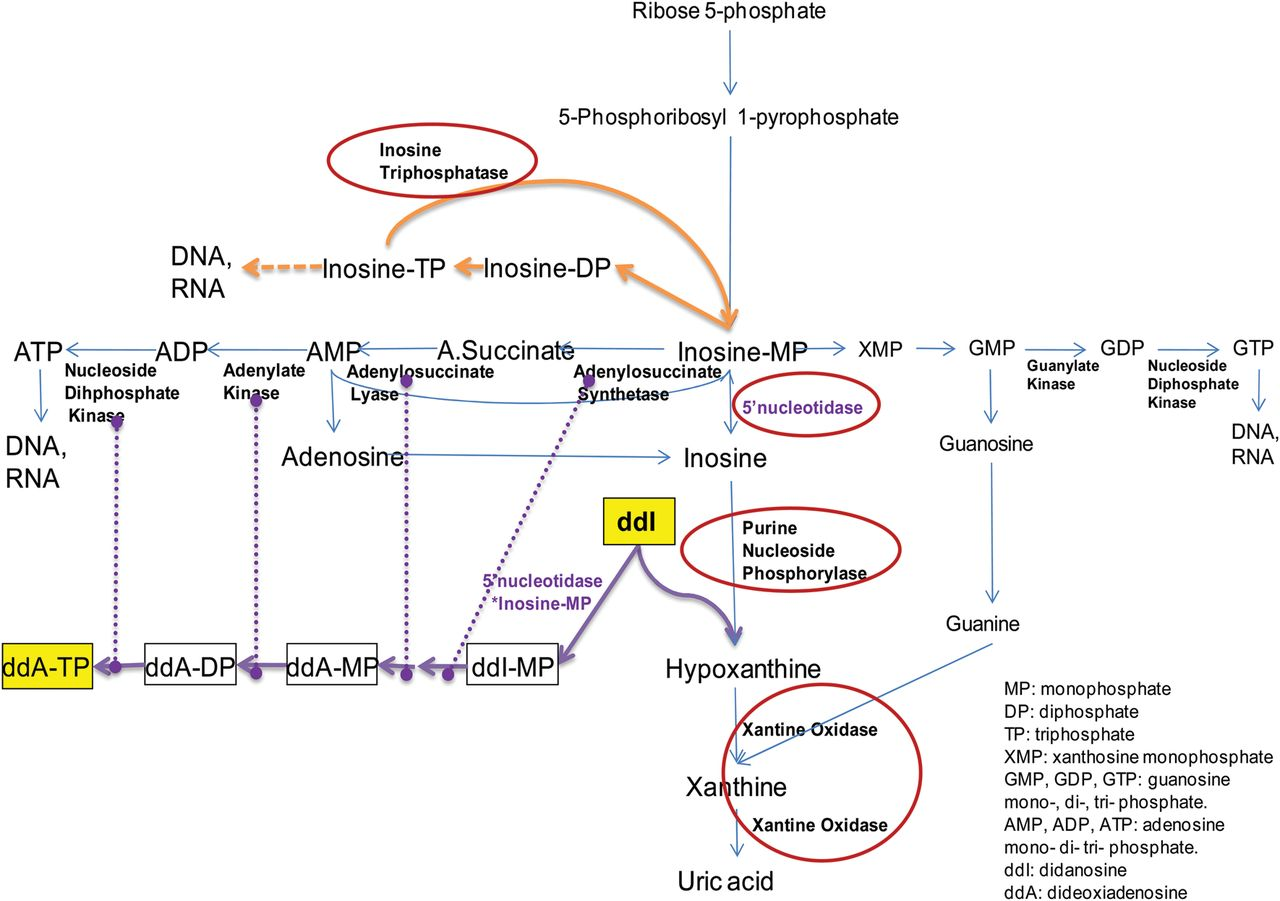 Ribose 5-phosphate
5-Phosphoribosyl 1-pyrophosphate
Inosine
Triphosphatase
DNA,
RNA
Inosine-TP
Inosine-DP
ATP
ADP
AMP
A.Succinate
Inosine-MP
XMP
GMP
GDP
GTP
Nucleoside
Dihphosphate
Kinase
Adenylate
Kinase
Adenylosuccinate
Lyase
Adenylosuccinate
Synthetase
Guanylate
Kinase
Nucleoside
Diphosphate
Kinase
5'nucleotidase
DNA,
RNA
Adenosine
Inosine
Guanosine
DNA,
RNA
ddI
Purine
Nucleoside
Phosphorylase
5'nucleotidase
*Inosine-MP
Guanine
ddA-TP
ddA-DP
ddA-MP
ddI-MP
Hypoxanthine
Xantine Oxidase
Xanthine
Xantine Oxidase
Uric acid
MP: monophosphate
DP: diphosphate
TP: triphosphate
XMP: xanthosine monophosphate
GMP, GDP, GTP: guanosine
mono-, di-, tri- phosphate.
AMP, ADP, ATP: adenosine
mono- di- tri- phosphate.
ddI: didanosine
ddA: dideoxiadenosine